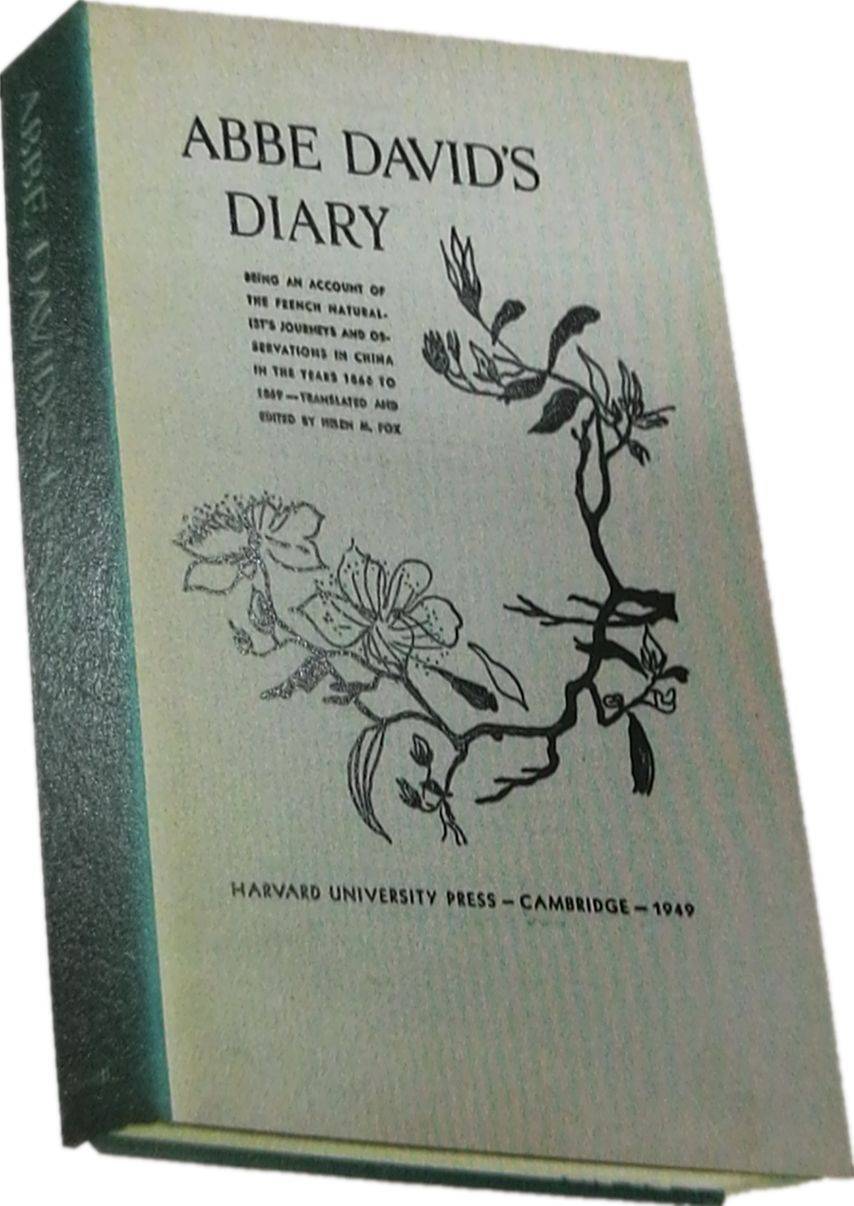 ABBE DAVID'S
DIARY
BEING AN ACCOUNT OF
THE FRENCH NATURAL-
IST'S JOURNEYS AND OB-
SERVATIONS IN CHINA
IN THE YEARS 1866 TO
1869 — TRANSLATED AND
EDITED BY HELEN M. FOX
HARVARD UNIVERSITY PRESS — CAMBRIDGE — 1949
ABBE DAVID'S